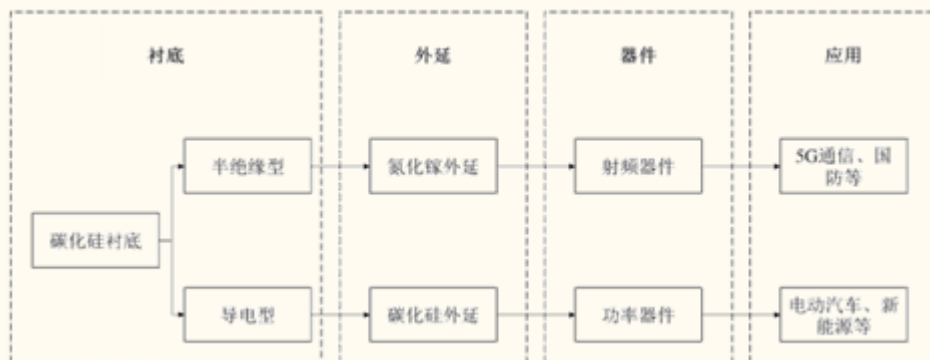 衬底
外延
器件
应用
半绝缘型
氮化镓外延
射频器件
5G通信、国
防等
碳化硅衬底
导电型
碳化硅外延
功率器件
电动汽车、新
能源等